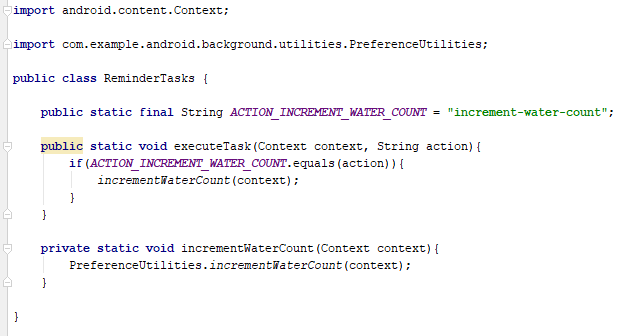 import android.content.Context;
import com.example.android.background.utilities.PreferenceUtilities;
public class ReminderTasks {
public static final String ACTION_INCREMENT_WATER_COUNT = "increment-water-count";
public static void executeTask(Context context, String action){
if(ACTION_INCREMENT_WATER_COUNT.equals(action)){
incrementWaterCount(context);
}
}
private static void incrementWaterCount(Context context){
PreferenceUtilities.incrementWaterCount(context);
}
}